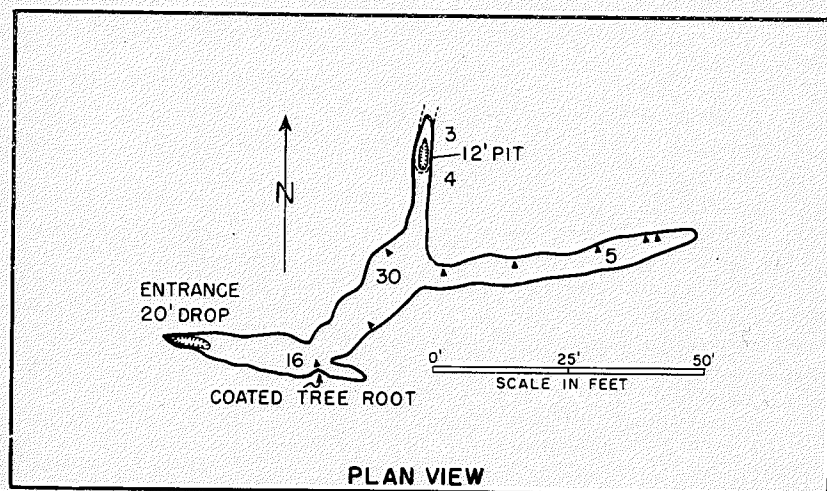 3
12' PIT
4
N
5
30
ENTRANCE
20' DROP
16
0' 25' 50'
SCALE IN FEET
COATED TREE ROOT
PLAN VIEW